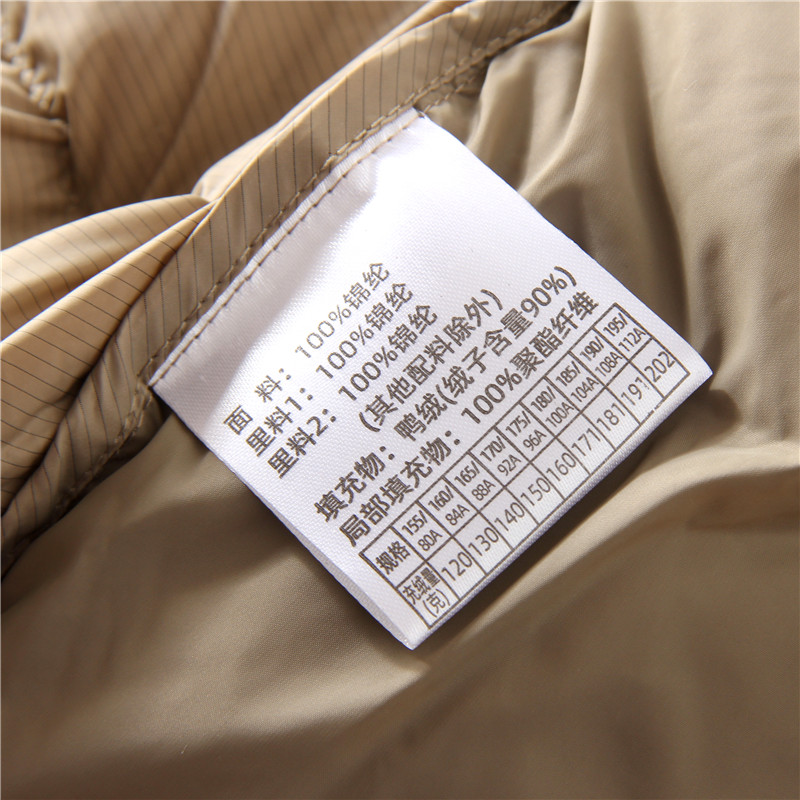 面 料：100%锦纶
里料1：100%锦纶
里料2：100%锦纶
(其他配料除外)
填充物：鸭绒(绒子含量90%)
局部填充物：100%聚酯纤维
规格 155/80A 160/84A 165/88A 170/92A 175/96A 180/100A 185/104A 190/108A 195/112A
充绒量(克) 120 130 140 150 160 171 181 191 202